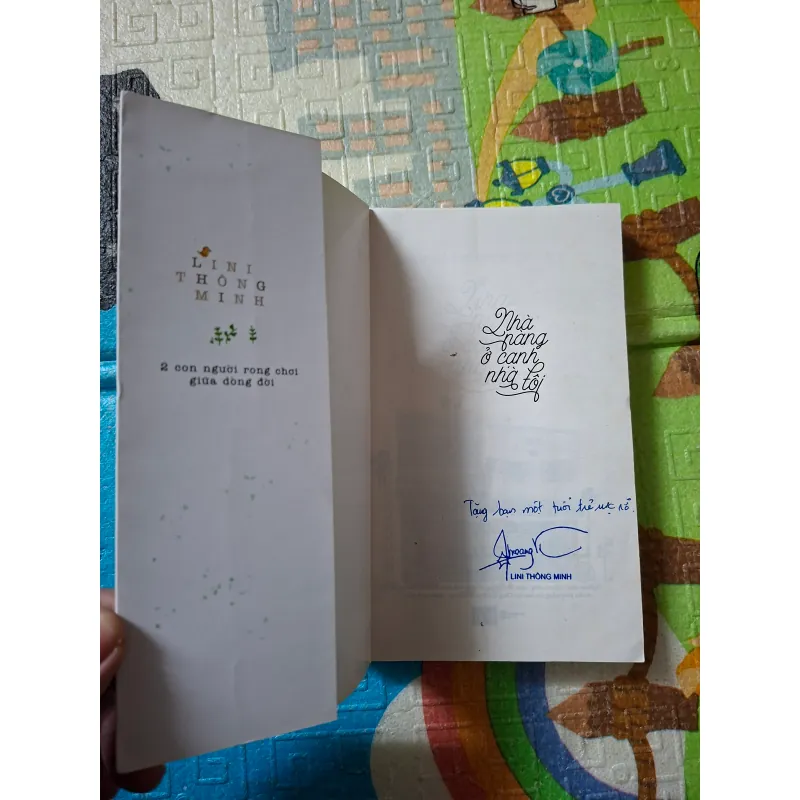 LINI
THÔNG
MINH
2 con người rong chơi
giữa dòng đời
Nhà
nàng
ở cạnh
nhà tôi
Tặng bạn một tuổi trẻ rực rỡ.
LINI THÔNG MINH